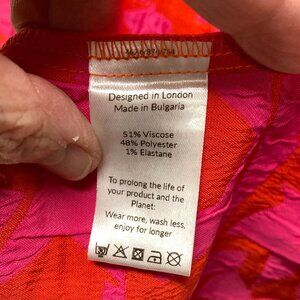 Designed in London
Made in Bulgaria
51% Viscose
48% Polyester
1% Elastane
To prolong the life of
your product and the
Planet:
Wear more, wash less,
enjoy for longer